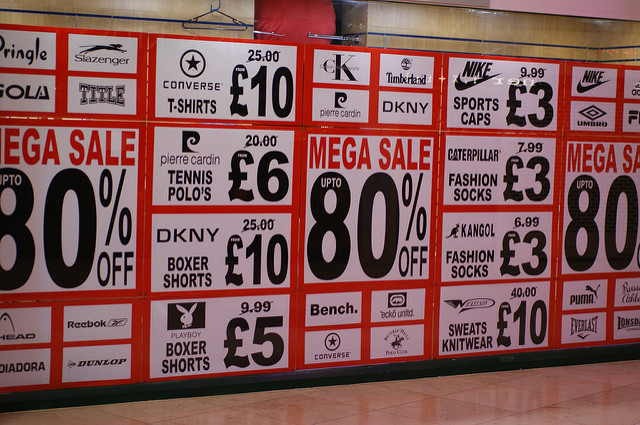 Pringle
Slazenger
GOLA
TITLE
MEGA SALE
UPTO
80%
OFF
HEAD
Reebok
DIADORA
DUNLOP
CONVERSE
T-SHIRTS
25.00
£10
pierre cardin
TENNIS
POLO'S
20.00
£6
DKNY
BOXER
SHORTS
25.00
£10
PLAYBOY
BOXER
SHORTS
9.99
£5
CK
Timberland
pierre cardin
DKNY
MEGA SALE
UPTO
80%
OFF
Bench.
'ecko unltd.
CONVERSE
POLO CLUB
NIKE
SPORTS
CAPS
9.99
£3
CATERPILLAR
FASHION
SOCKS
7.99
£3
KANGOL
FASHION
SOCKS
6.99
£3
SWEATS
KNITWEAR
40.00
£10
NIKE
UMBRO
MEGA SA
UPTO
80
PUMA
EVERLAST
LONSD